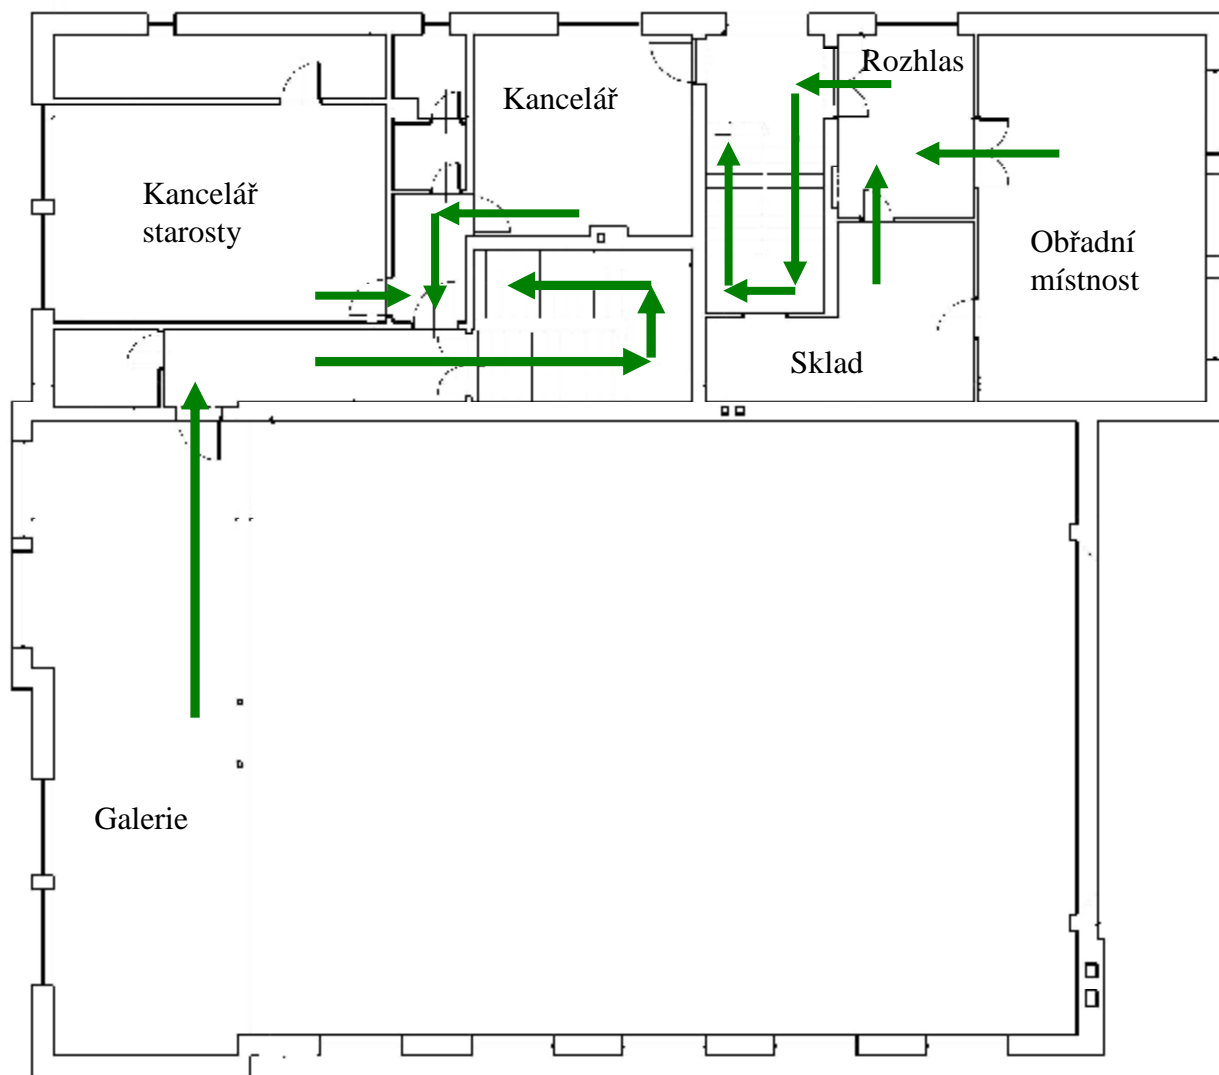 Rozhlas
Kancelář
Kancelář
starosty
Obřadní
místnost
Sklad
Galerie